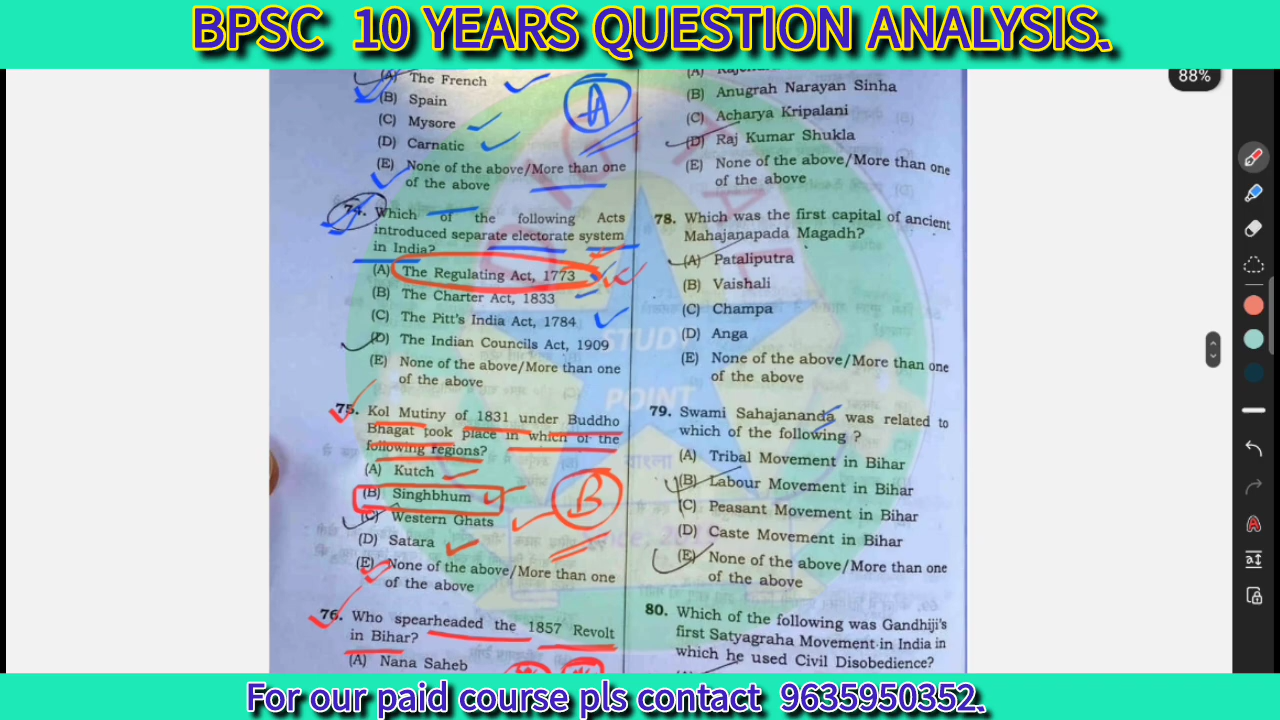 BPSC 10 YEARS QUESTION ANALYSIS.
88%
(A) The French
(B) Spain
(C) Mysore
(D) Carnatic
(E) None of the above/More than one
of the above
A
74. Which of the following Acts
introduced separate electorate system
in India?
(A) The Regulating Act, 1773
(B) The Charter Act, 1833
(C) The Pitt's India Act, 1784
(D) The Indian Councils Act, 1909
(E) None of the above/More than one
of the above
75. Kol Mutiny of 1831 under Buddho
Bhagat took place in which of the
following regions?
(A) Kutch
(B) Singhbhum
(C) Western Ghats
(D) Satara
(E) None of the above/More than one
of the above
B
76. Who spearheaded the 1857 Revolt
in Bihar?
(A) Nana Saheb
(A)
(B) Anugrah Narayan Sinha
(C) Acharya Kripalani
(D) Raj Kumar Shukla
(E) None of the above/More than one
of the above
78. Which was the first capital of ancient
Mahajanapada Magadh?
(A) Pataliputra
(B) Vaishali
(C) Champa
(D) Anga
(E) None of the above/More than one
of the above
79. Swami Sahajananda was related to
which of the following ?
(A) Tribal Movement in Bihar
(B) Labour Movement in Bihar
(C) Peasant Movement in Bihar
(D) Caste Movement in Bihar
(E) None of the above/More than one
of the above
80. Which of the following was Gandhiji's
first Satyagraha Movement in India in
which he used Civil Disobedience?
STUDY
POINT
বাংলা
For our paid course pls contact 9635950352.